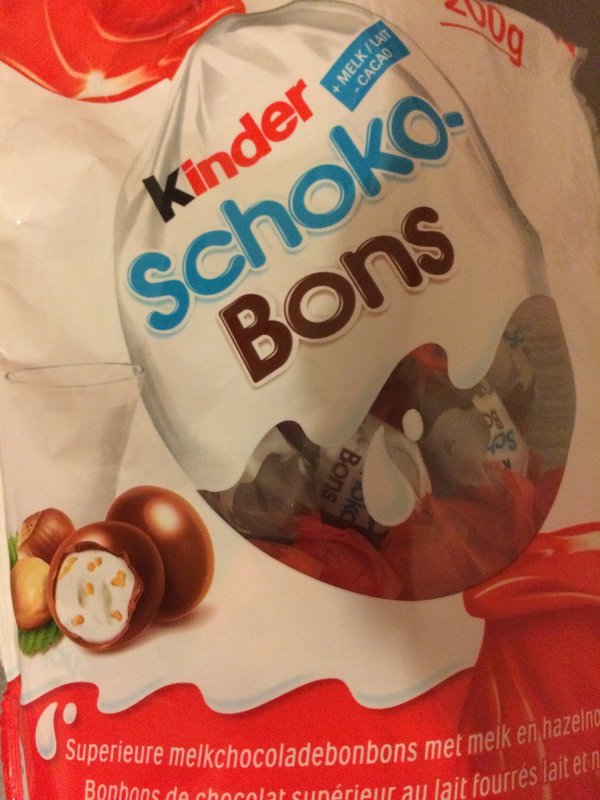 200g
+ MELK / LAIT
- CACAO
Kinder
Schoko-
Bons
Bons
Superieure melkchocoladebonbons met melk en hazelno
Bonbons de chocolat supérieur au lait fourrés lait et n